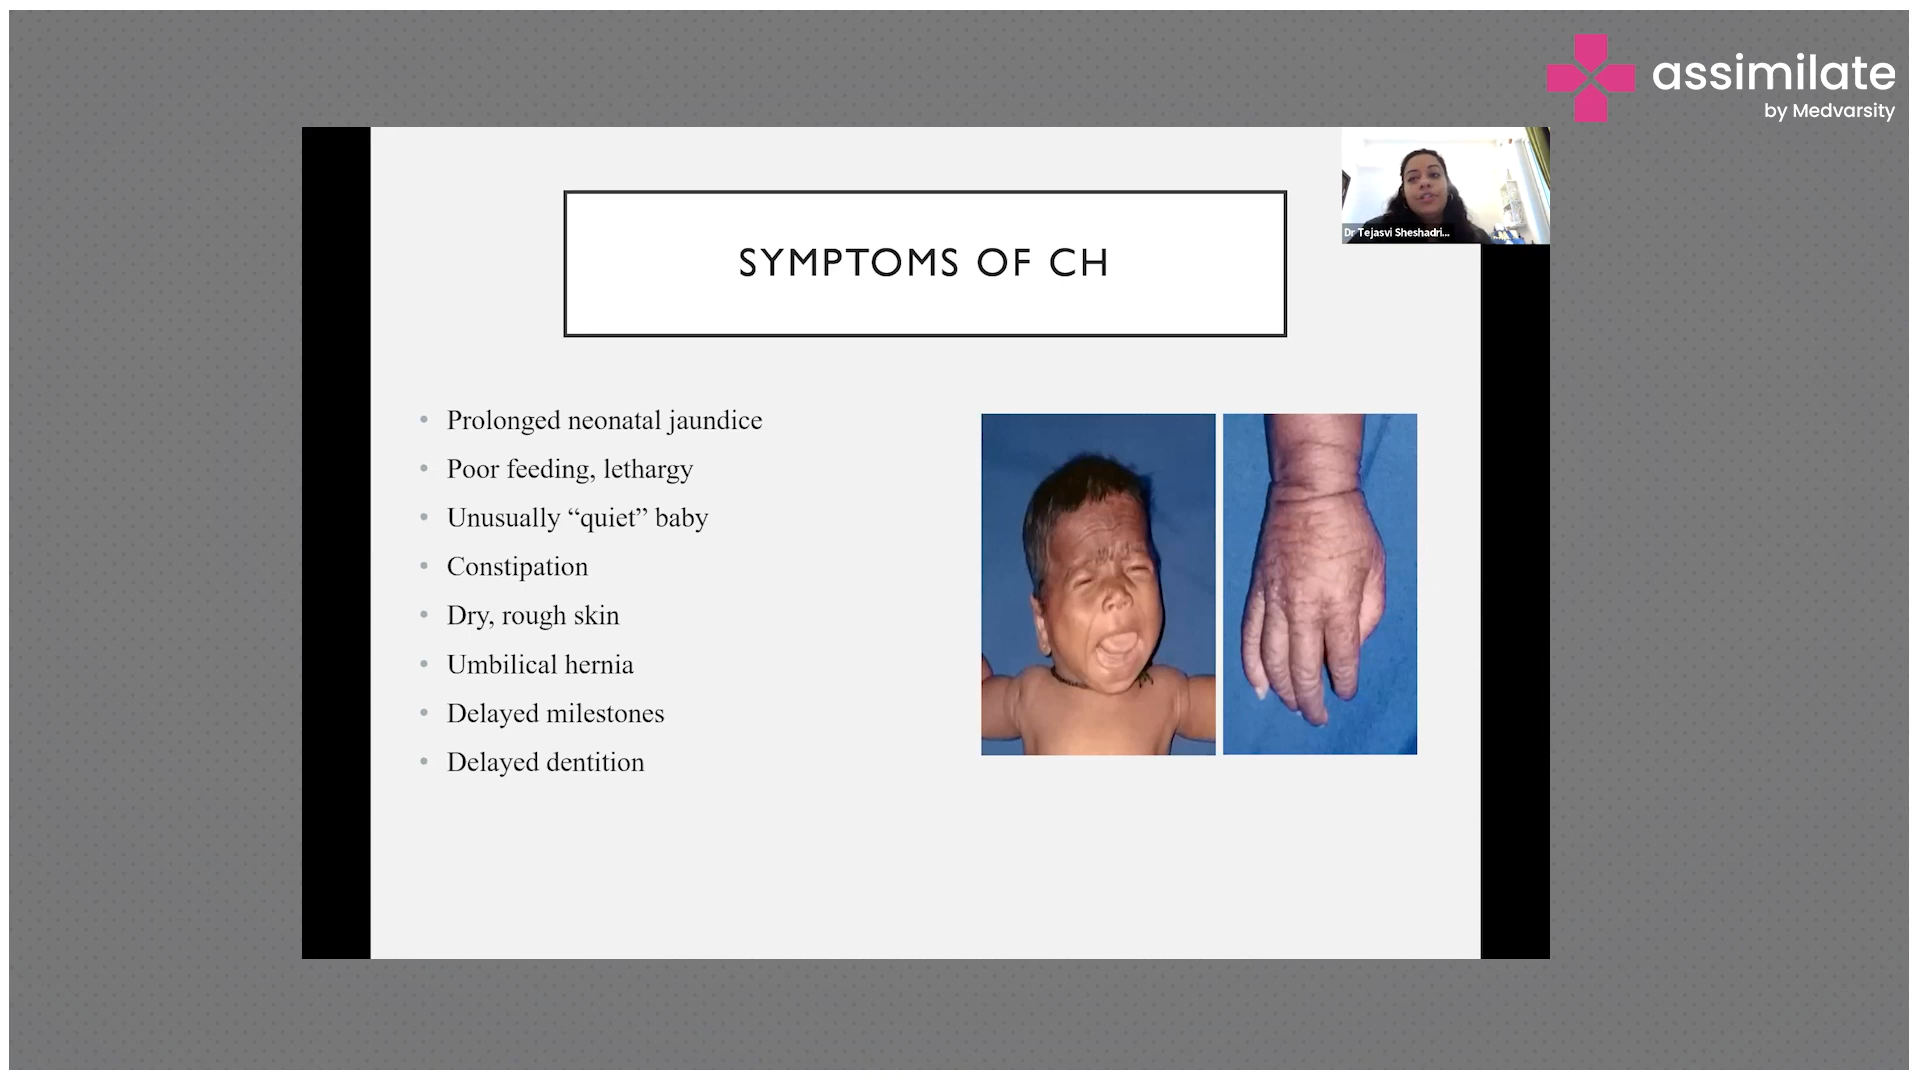 assimilate
by Medvarsity
Dr Tejasvi Sheshadri...
SYMPTOMS OF CH
• Prolonged neonatal jaundice
• Poor feeding, lethargy
• Unusually “quiet” baby
• Constipation
• Dry, rough skin
• Umbilical hernia
• Delayed milestones
• Delayed dentition